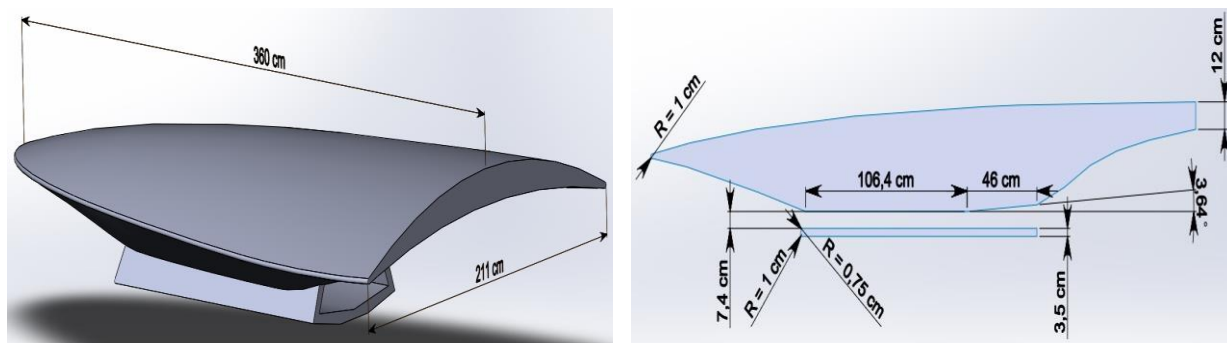 360 cm
211 cm
R = 1 cm
12 cm
106,4 cm
46 cm
3,64°
7,4 cm
R = 1 cm
R = 0,75 cm
3,5 cm